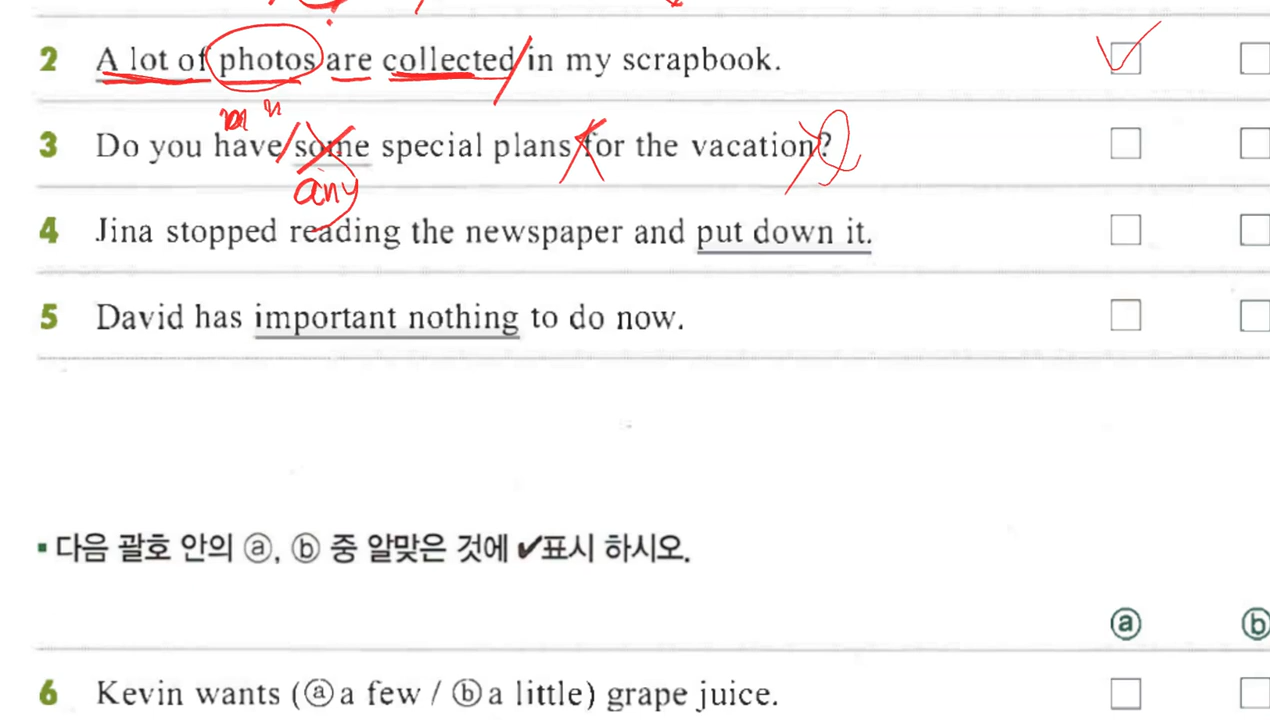 2 A lot of photos are collected in my scrapbook.
3 Do you have some special plans for the vacation?
any
4 Jina stopped reading the newspaper and put down it.
5 David has important nothing to do now.
▪ 다음 괄호 안의 ⓐ, ⓑ 중 알맞은 것에 ✔표시 하시오.
ⓐ ⓑ
6 Kevin wants (ⓐ a few / ⓑ a little) grape juice.